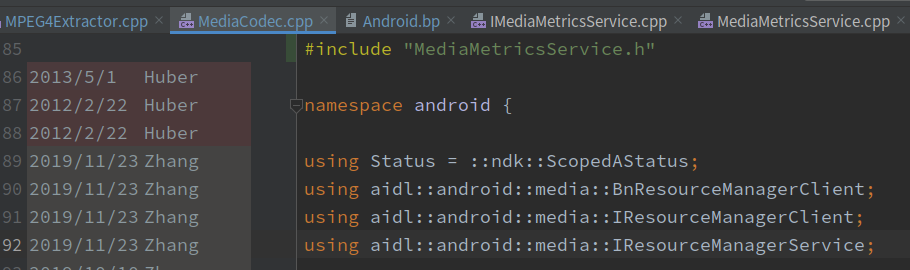 MPEG4Extractor.cpp MediaCodec.cpp Android.bp IMediaMetricsService.cpp MediaMetricsService.cpp
85 #include "MediaMetricsService.h"
86 2013/5/1 Huber
87 2012/2/22 Huber namespace android {
88 2012/2/22 Huber
89 2019/11/23 Zhang using Status = ::ndk::ScopedAStatus;
90 2019/11/23 Zhang using aidl::android::media::BnResourceManagerClient;
91 2019/11/23 Zhang using aidl::android::media::IResourceManagerClient;
92 2019/11/23 Zhang using aidl::android::media::IResourceManagerService;